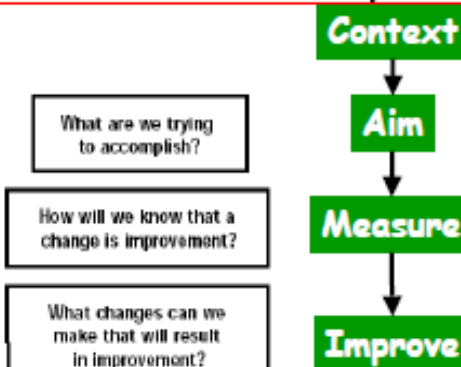 Context
What are we trying
to accomplish?
Aim
How will we know that a
change is improvement?
Measure
What changes can we
make that will result
in improvement?
Improve